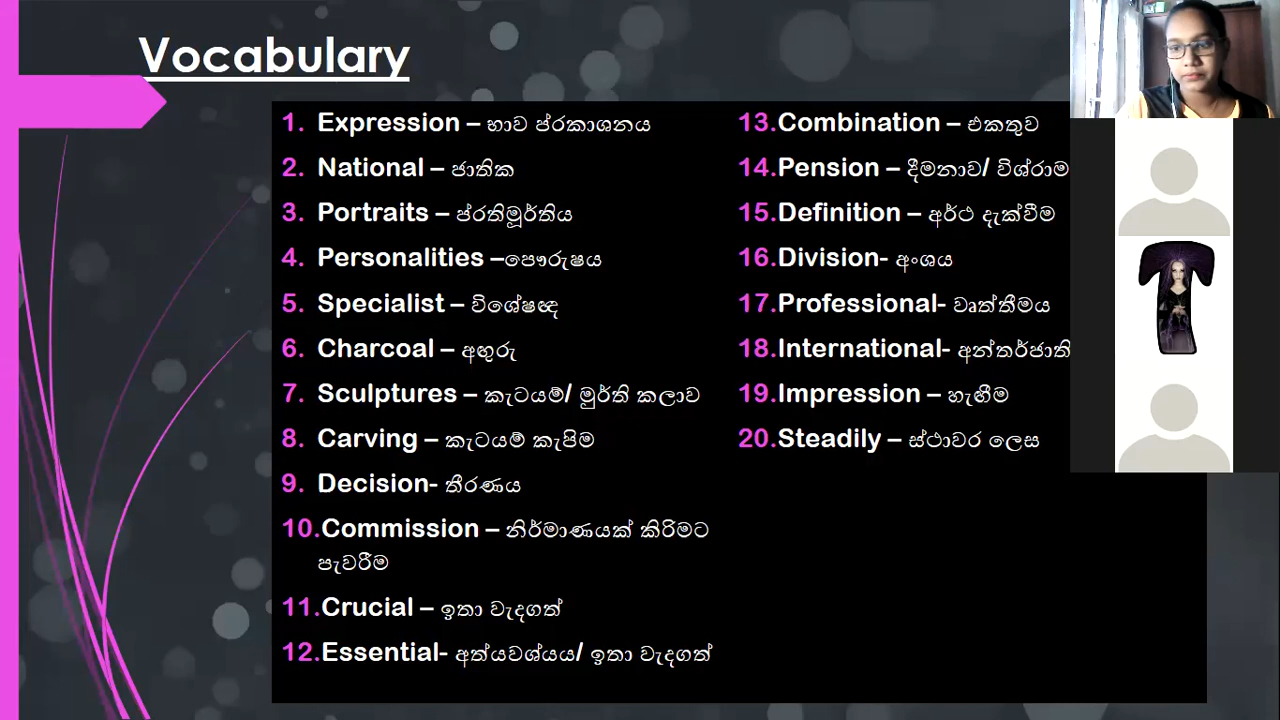 Vocabulary
1. Expression – භාව ප්රකාශනය
2. National – ජාතික
3. Portraits – ප්රතිමූර්තිය
4. Personalities –පෞරුෂය
5. Specialist – විශේෂඥ
6. Charcoal – අඟුරු
7. Sculptures – කැටයම්/ මුර්ති කලාව
8. Carving – කැටයම් කැපිම
9. Decision- තීරණය
10. Commission – නිර්මාණයක් කිරිමට
පැවරීම
11. Crucial – ඉතා වැදගත්
12. Essential- අත්යවශ්යය/ ඉතා වැදගත්
13. Combination – එකතුව
14. Pension – දීමනාව/ විශ්රාම
15. Definition – අර්ථ දැක්වීම
16. Division- අංශය
17. Professional- වෘත්තීමය
18. International- අන්තර්ජාති
19. Impression – හැඟීම
20. Steadily – ස්ථාවර ලෙස